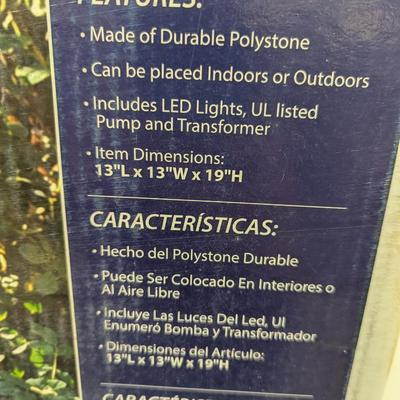 FEATURES:
• Made of Durable Polystone
• Can be placed Indoors or Outdoors
• Includes LED Lights, UL listed
Pump and Transformer
• Item Dimensions:
13"L x 13"W x 19"H
CARACTERÍSTICAS:
• Hecho del Polystone Durable
• Puede Ser Colocado En Interiores o
Al Aire Libre
• Incluye Las Luces Del Led, Ul
Enumeró Bomba y Transformador
• Dimensiones del Artículo:
13"L x 13"W x 19"H